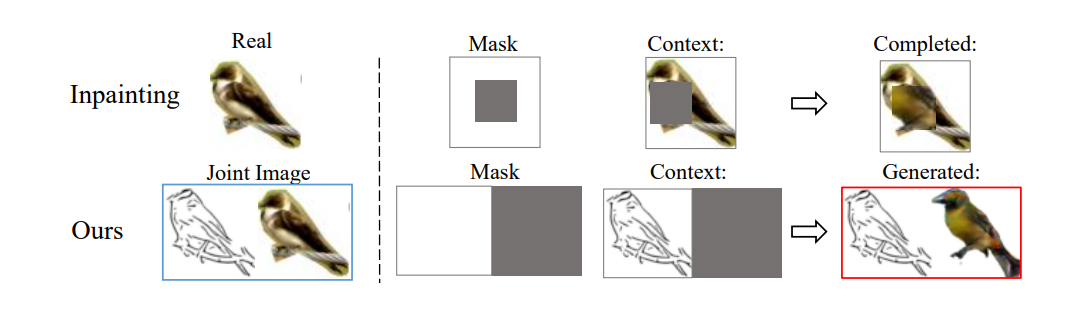 Real
Mask
Context:
Completed:
Inpainting
Joint Image
Mask
Context:
Generated:
Ours